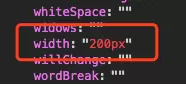 whiteSpace: ""
widows: ""
width: "200px"
willChange: ""
wordBreak: ""